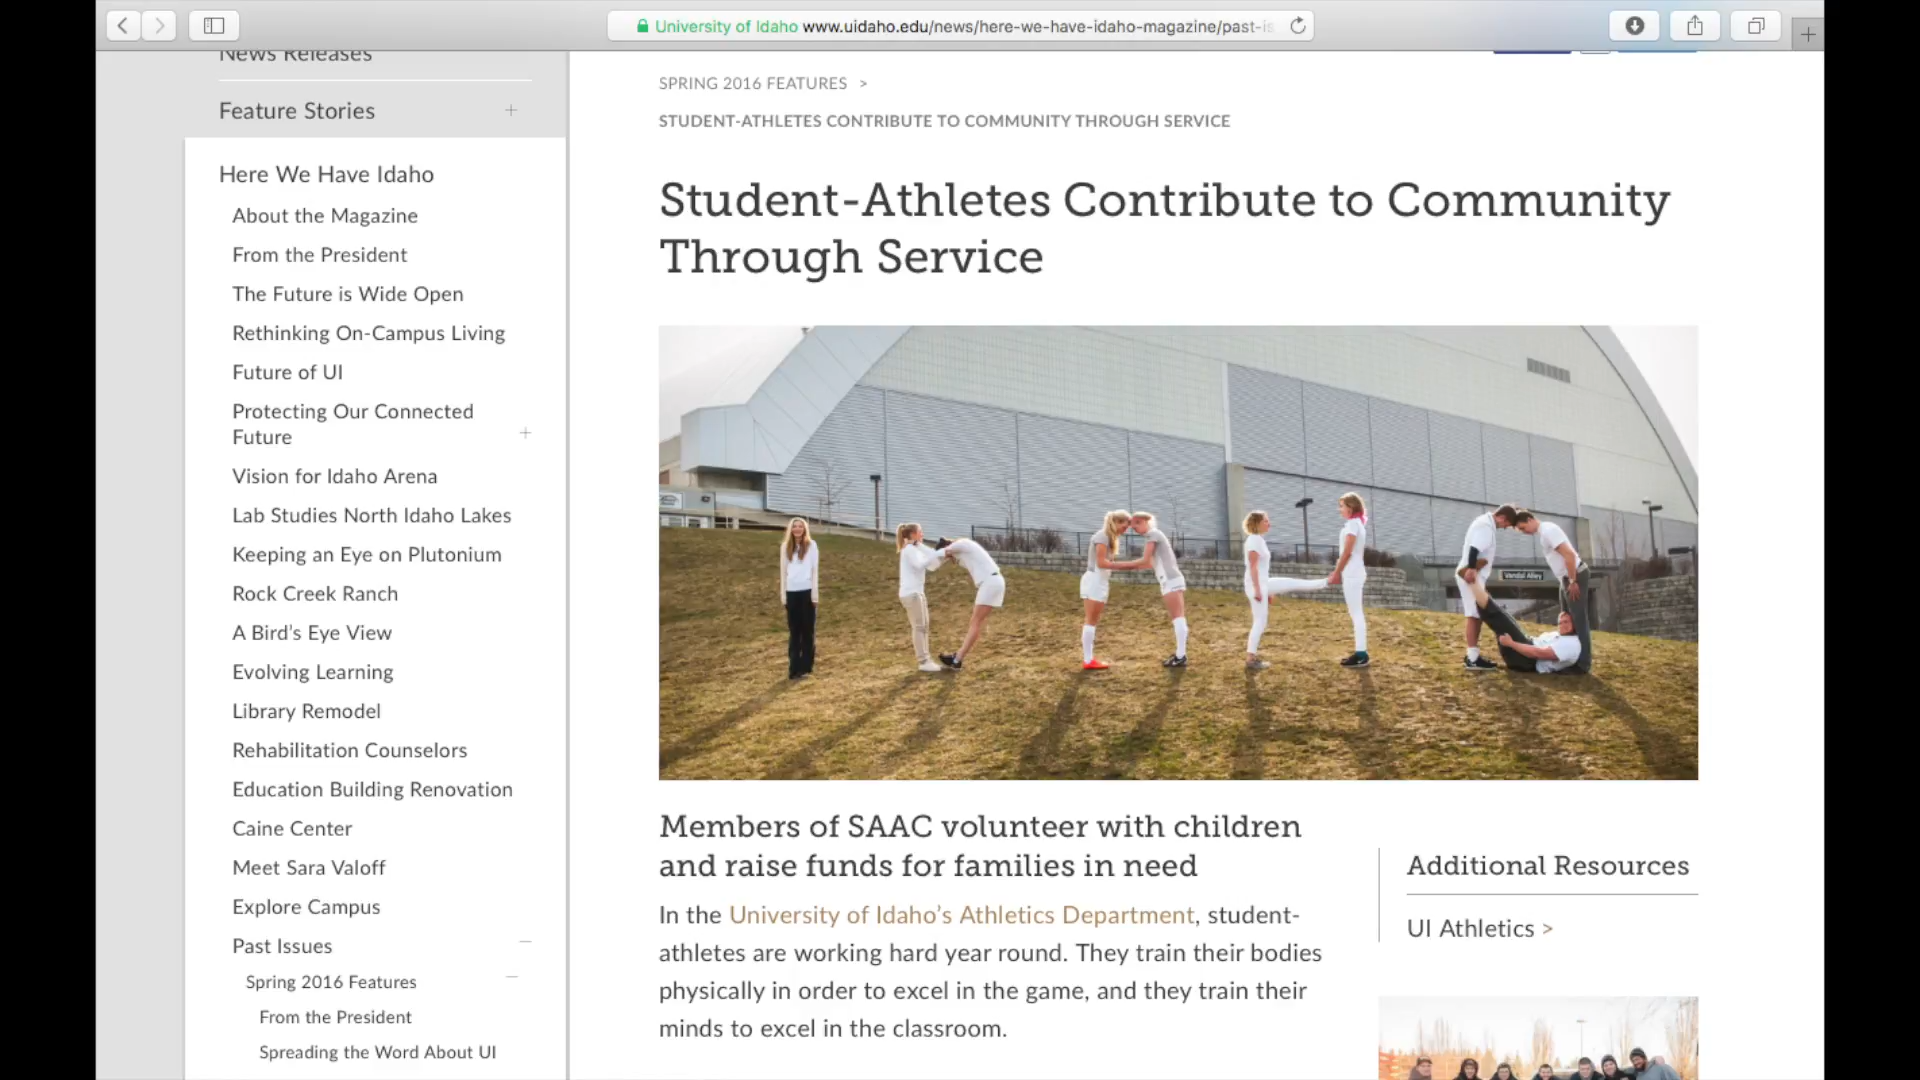 University of Idaho www.uidaho.edu/news/here-we-have-idaho-magazine/past-is
News Releases
Feature Stories
Here We Have Idaho
About the Magazine
From the President
The Future is Wide Open
Rethinking On-Campus Living
Future of UI
Protecting Our Connected
Future
Vision for Idaho Arena
Lab Studies North Idaho Lakes
Keeping an Eye on Plutonium
Rock Creek Ranch
A Bird's Eye View
Evolving Learning
Library Remodel
Rehabilitation Counselors
Education Building Renovation
Caine Center
Meet Sara Valoff
Explore Campus
Past Issues
Spring 2016 Features
From the President
Spreading the Word About UI
SPRING 2016 FEATURES >
STUDENT-ATHLETES CONTRIBUTE TO COMMUNITY THROUGH SERVICE
Student-Athletes Contribute to Community
Through Service
Vandal Alley
Members of SAAC volunteer with children
and raise funds for families in need
In the University of Idaho's Athletics Department, student-
athletes are working hard year round. They train their bodies
physically in order to excel in the game, and they train their
minds to excel in the classroom.
Additional Resources
UI Athletics >